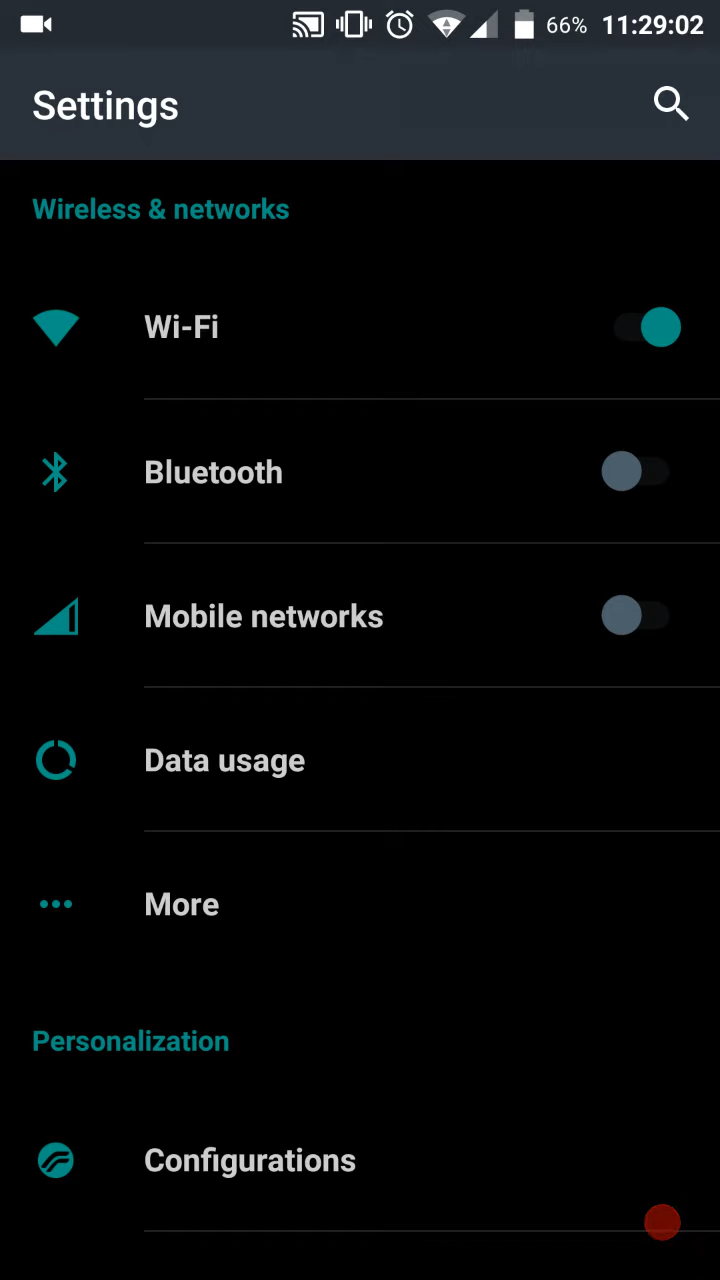 66% 11:29:02
Settings
Wireless & networks
Wi-Fi
Bluetooth
Mobile networks
Data usage
More
Personalization
Configurations